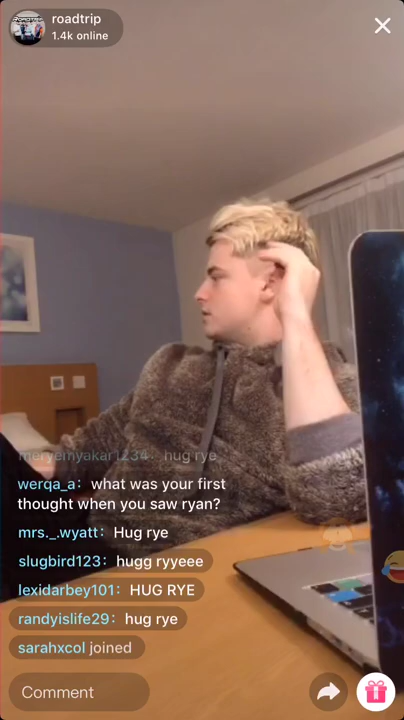 roadtrip
1.4k online
meryemyakar1234: hug rye
werqa_a: what was your first
thought when you saw ryan?
mrs._.wyatt: Hug rye
slugbird123: hugg ryyeee
lexidarbey101: HUG RYE
randyislife29: hug rye
sarahxcol joined
Comment